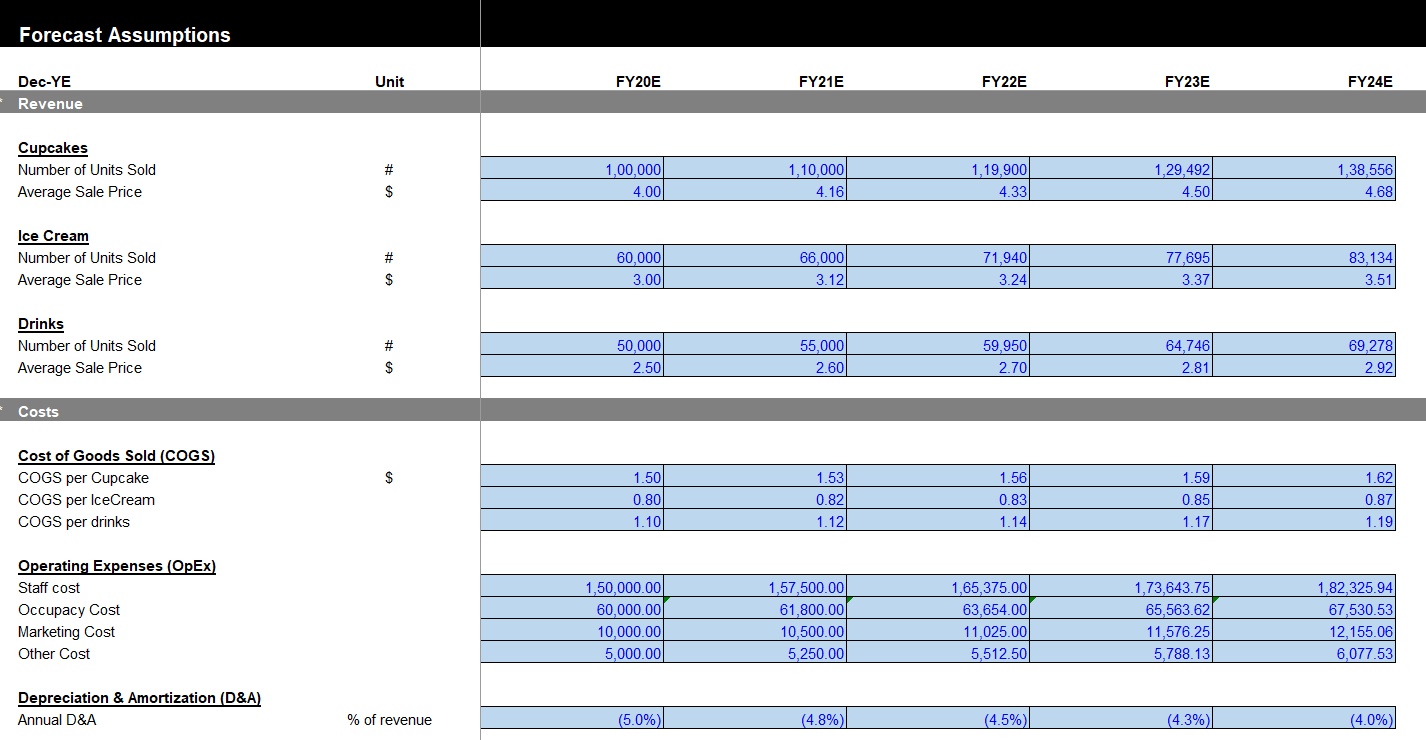 Forecast Assumptions
Dec-YE Unit FY20E FY21E FY22E FY23E FY24E
* Revenue
Cupcakes
Number of Units Sold # 1,00,000 1,10,000 1,19,900 1,29,492 1,38,556
Average Sale Price $ 4.00 4.16 4.33 4.50 4.68
Ice Cream
Number of Units Sold # 60,000 66,000 71,940 77,695 83,134
Average Sale Price $ 3.00 3.12 3.24 3.37 3.51
Drinks
Number of Units Sold # 50,000 55,000 59,950 64,746 69,278
Average Sale Price $ 2.50 2.60 2.70 2.81 2.92
* Costs
Cost of Goods Sold (COGS)
COGS per Cupcake $ 1.50 1.53 1.56 1.59 1.62
COGS per IceCream 0.80 0.82 0.83 0.85 0.87
COGS per drinks 1.10 1.12 1.14 1.17 1.19
Operating Expenses (OpEx)
Staff cost 1,50,000.00 1,57,500.00 1,65,375.00 1,73,643.75 1,82,325.94
Occupacy Cost 60,000.00 61,800.00 63,654.00 65,563.62 67,530.53
Marketing Cost 10,000.00 10,500.00 11,025.00 11,576.25 12,155.06
Other Cost 5,000.00 5,250.00 5,512.50 5,788.13 6,077.53
Depreciation & Amortization (D&A)
Annual D&A % of revenue (5.0%) (4.8%) (4.5%) (4.3%) (4.0%)